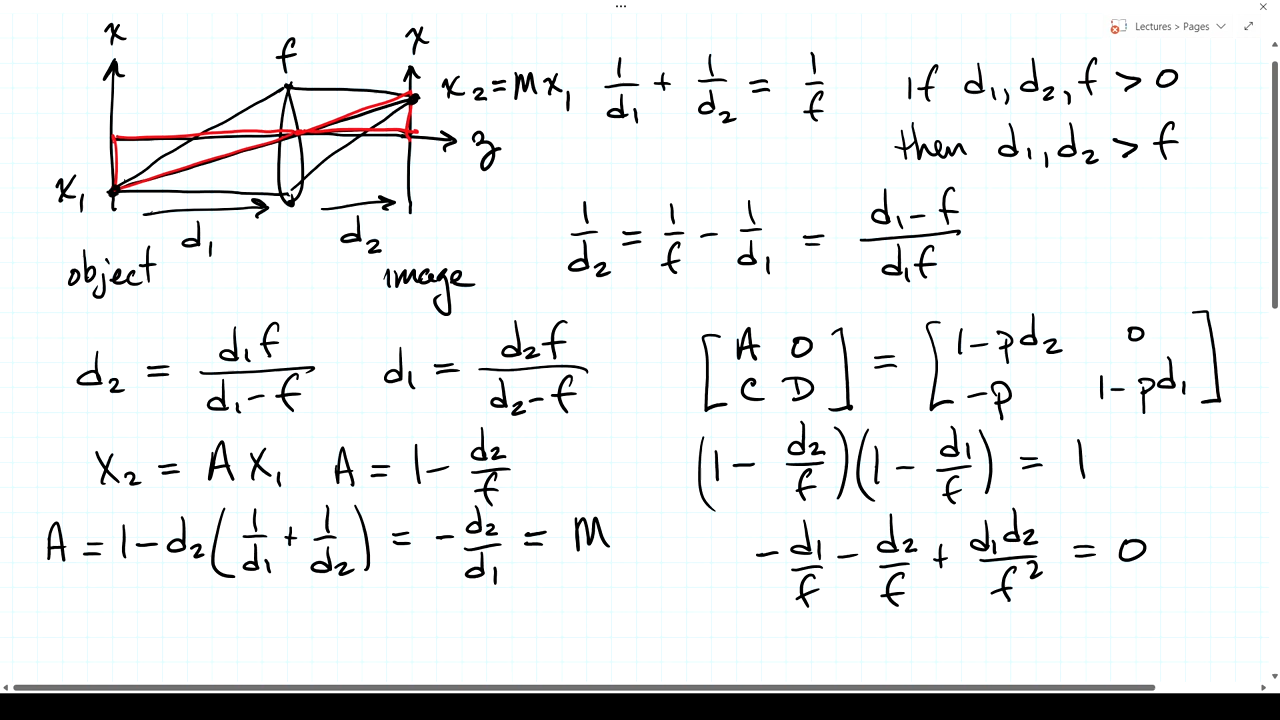 ...
Lectures > Pages
x x
f
x₂ = M x₁ 1/d₁ + 1/d₂ = 1/f if d₁, d₂, f > 0
z then d₁, d₂ > f
x₁
d₁ d₂ 1/d₂ = 1/f - 1/d₁ = (d₁ - f)/(d₁f)
object image
d₂ = d₁f/(d₁ - f) d₁ = d₂f/(d₂ - f) [A 0; C D] = [1 - pd₂ 0; -p 1 - pd₁]
x₂ = A x₁ A = 1 - d₂/f (1 - d₂/f)(1 - d₁/f) = 1
A = 1 - d₂(1/d₁ + 1/d₂) = - d₂/d₁ = M - d₁/f - d₂/f + d₁d₂/f² = 0